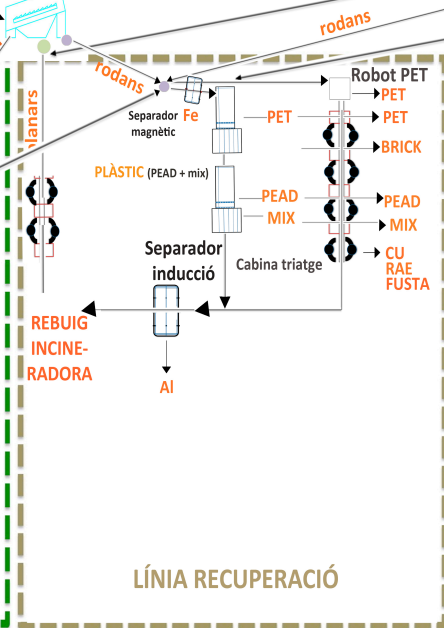 rodans
rodans
planars
Robot PET
PET
Separador
magnètic
Fe
PET
PET
BRICK
PLÀSTIC (PEAD + mix)
PEAD
PEAD
MIX
MIX
Separador
inducció
Cabina triatge
CU
RAE
FUSTA
REBUIG
INCINE-
RADORA
Al
LÍNIA RECUPERACIÓ